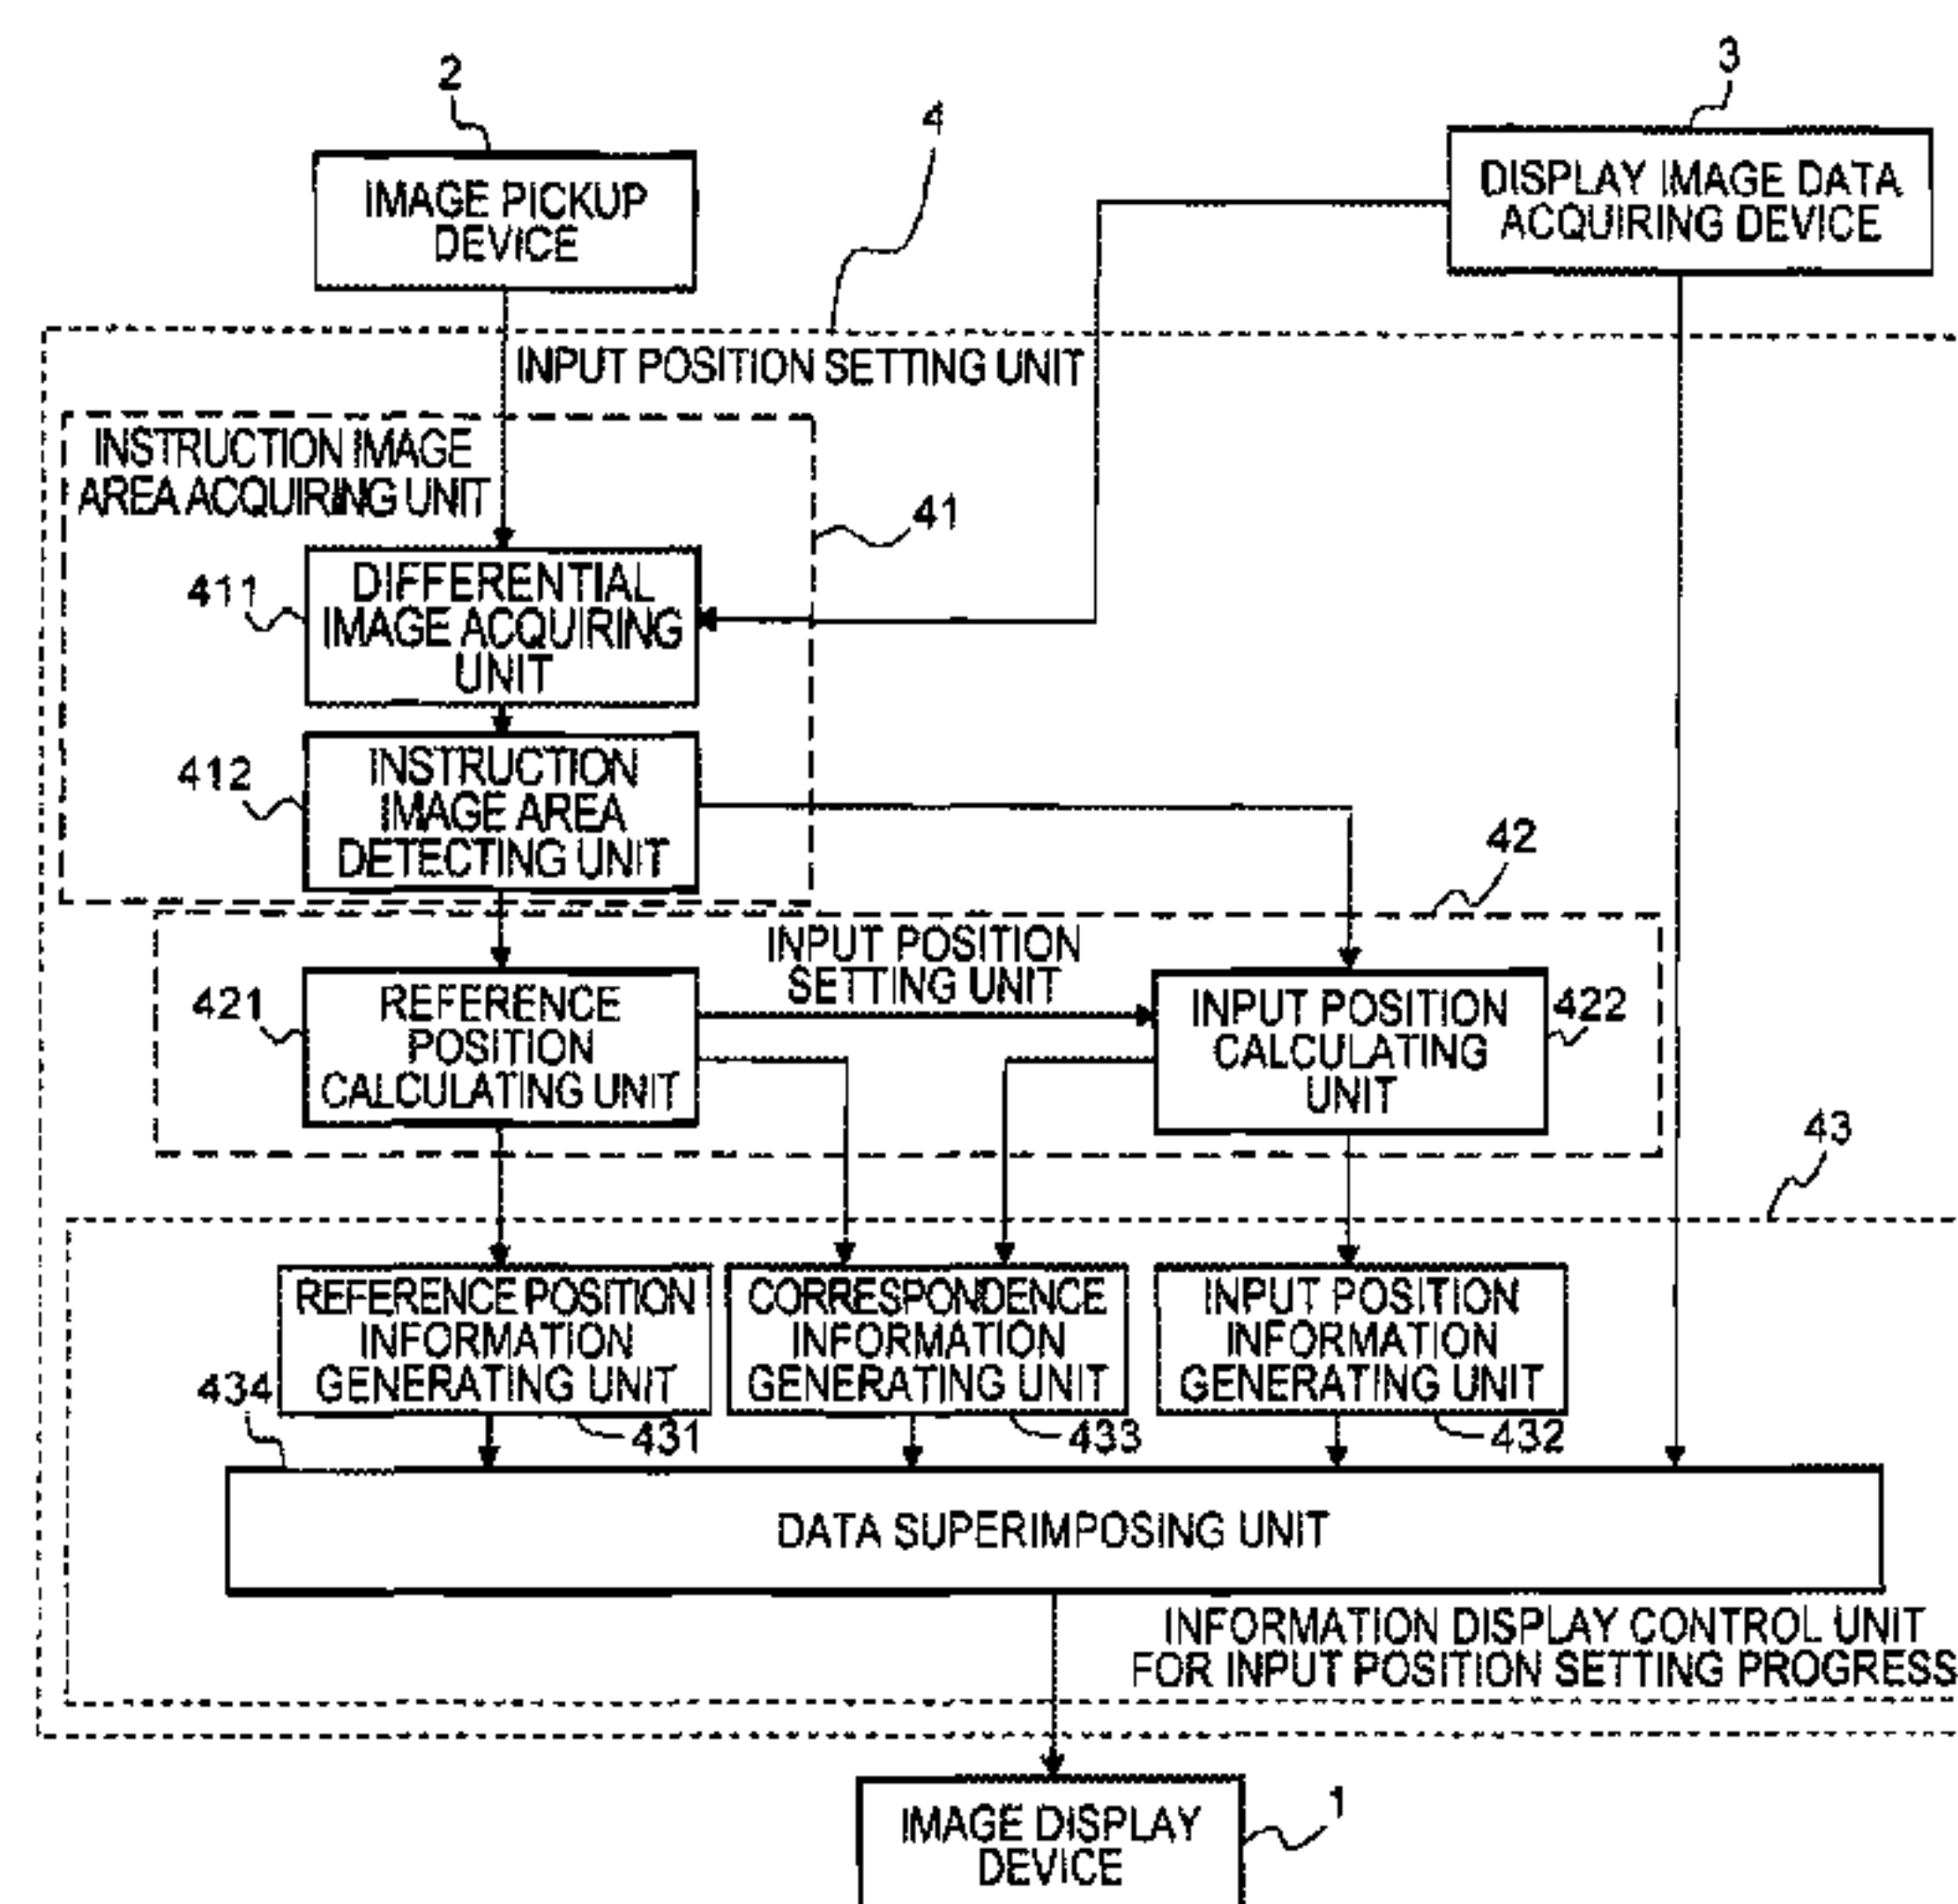 2
3
4
IMAGE PICKUP
DEVICE
DISPLAY IMAGE DATA
ACQUIRING DEVICE
INPUT POSITION SETTING UNIT
INSTRUCTION IMAGE
AREA ACQUIRING UNIT
41
411
DIFFERENTIAL
IMAGE ACQUIRING
UNIT
412
INSTRUCTION
IMAGE AREA
DETECTING UNIT
42
INPUT POSITION
SETTING UNIT
421
REFERENCE
POSITION
CALCULATING UNIT
INPUT POSITION
CALCULATING
UNIT
422
43
REFERENCE POSITION
INFORMATION
GENERATING UNIT
CORRESPONDENCE
INFORMATION
GENERATING UNIT
INPUT POSITION
INFORMATION
GENERATING UNIT
434
431
433
432
DATA SUPERIMPOSING UNIT
INFORMATION DISPLAY CONTROL UNIT
FOR INPUT POSITION SETTING PROGRESS
IMAGE DISPLAY
DEVICE
1